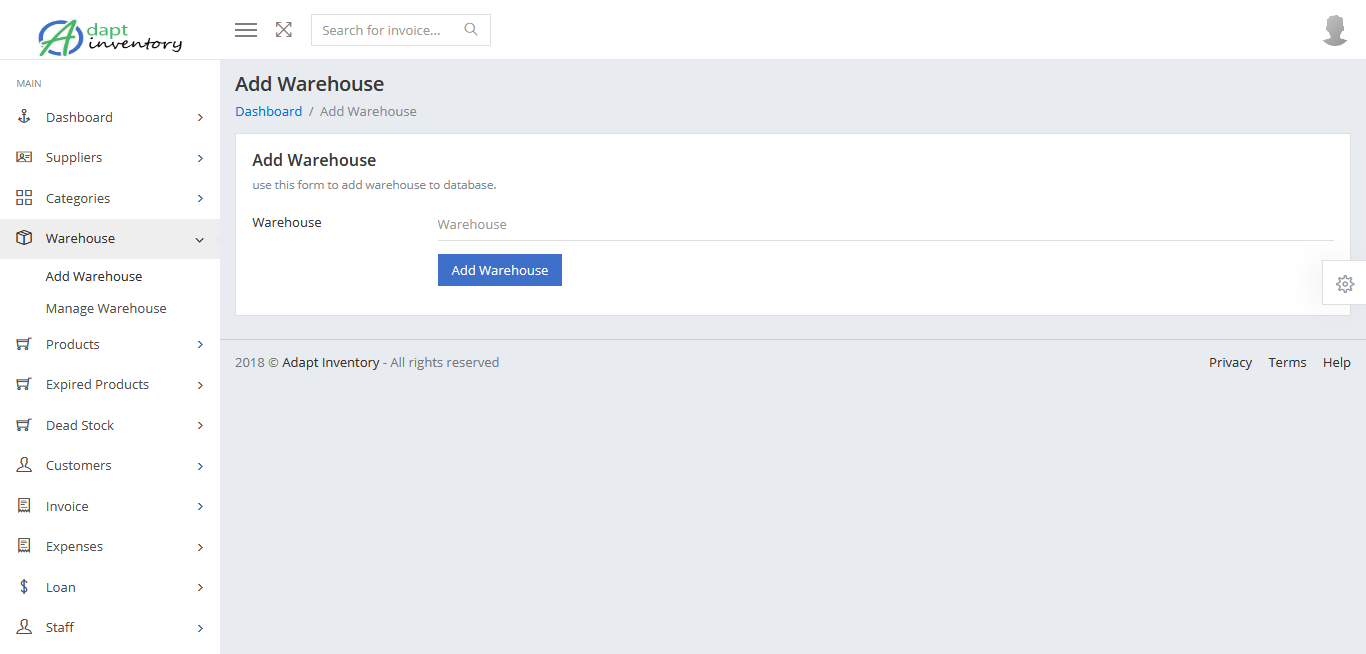 Adapt
inventory
Search for invoice...
MAIN
Dashboard
Suppliers
Categories
Warehouse
Add Warehouse
Manage Warehouse
Products
Expired Products
Dead Stock
Customers
Invoice
Expenses
Loan
Staff
Add Warehouse
Dashboard / Add Warehouse
Add Warehouse
use this form to add warehouse to database.
Warehouse Warehouse
Add Warehouse
2018 © Adapt Inventory - All rights reserved Privacy Terms Help